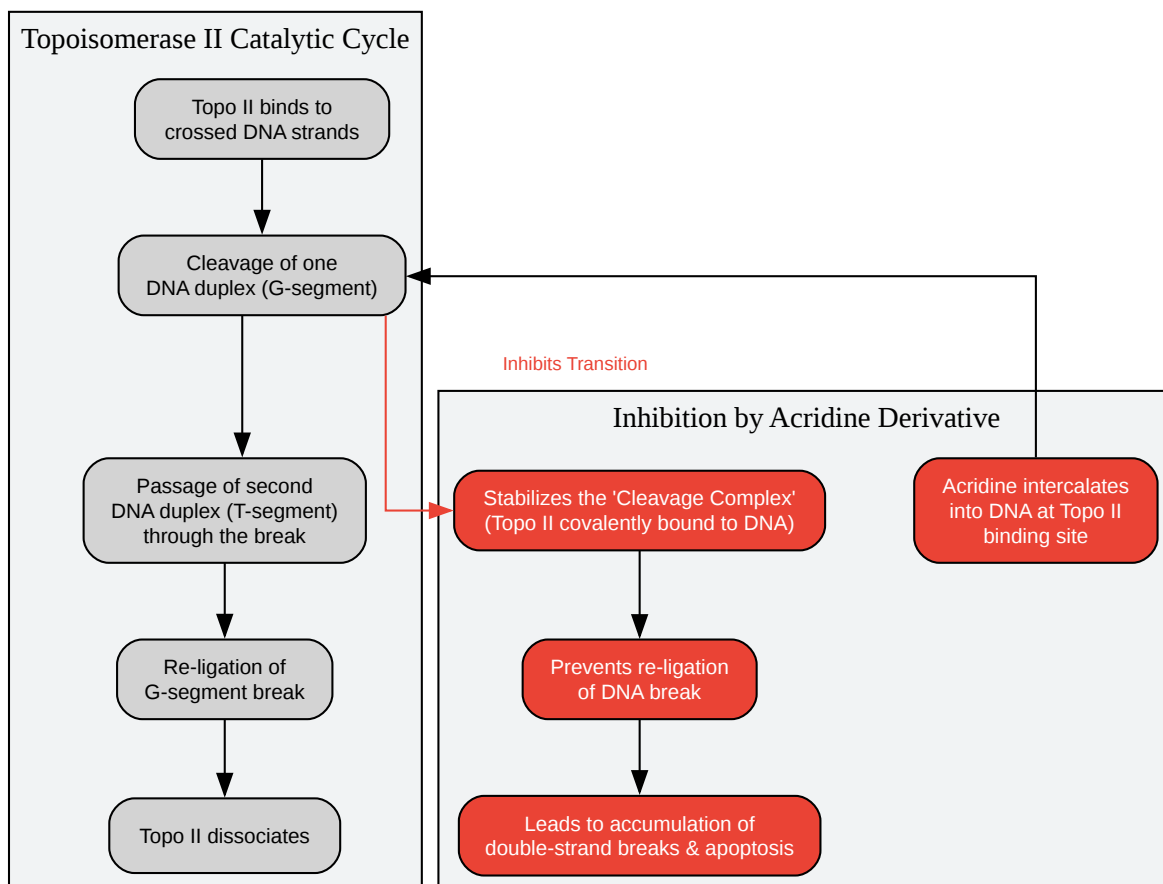 Topoisomerase II Catalytic Cycle
Topo II binds to
crossed DNA strands
Cleavage of one
DNA duplex (G-segment)
Passage of second
DNA duplex (T-segment)
through the break
Re-ligation of
G-segment break
Topo II dissociates
Inhibits Transition
Inhibition by Acridine Derivative
Stabilizes the 'Cleavage Complex'
(Topo II covalently bound to DNA)
Acridine intercalates
into DNA at Topo II
binding site
Prevents re-ligation
of DNA break
Leads to accumulation of
double-strand breaks & apoptosis